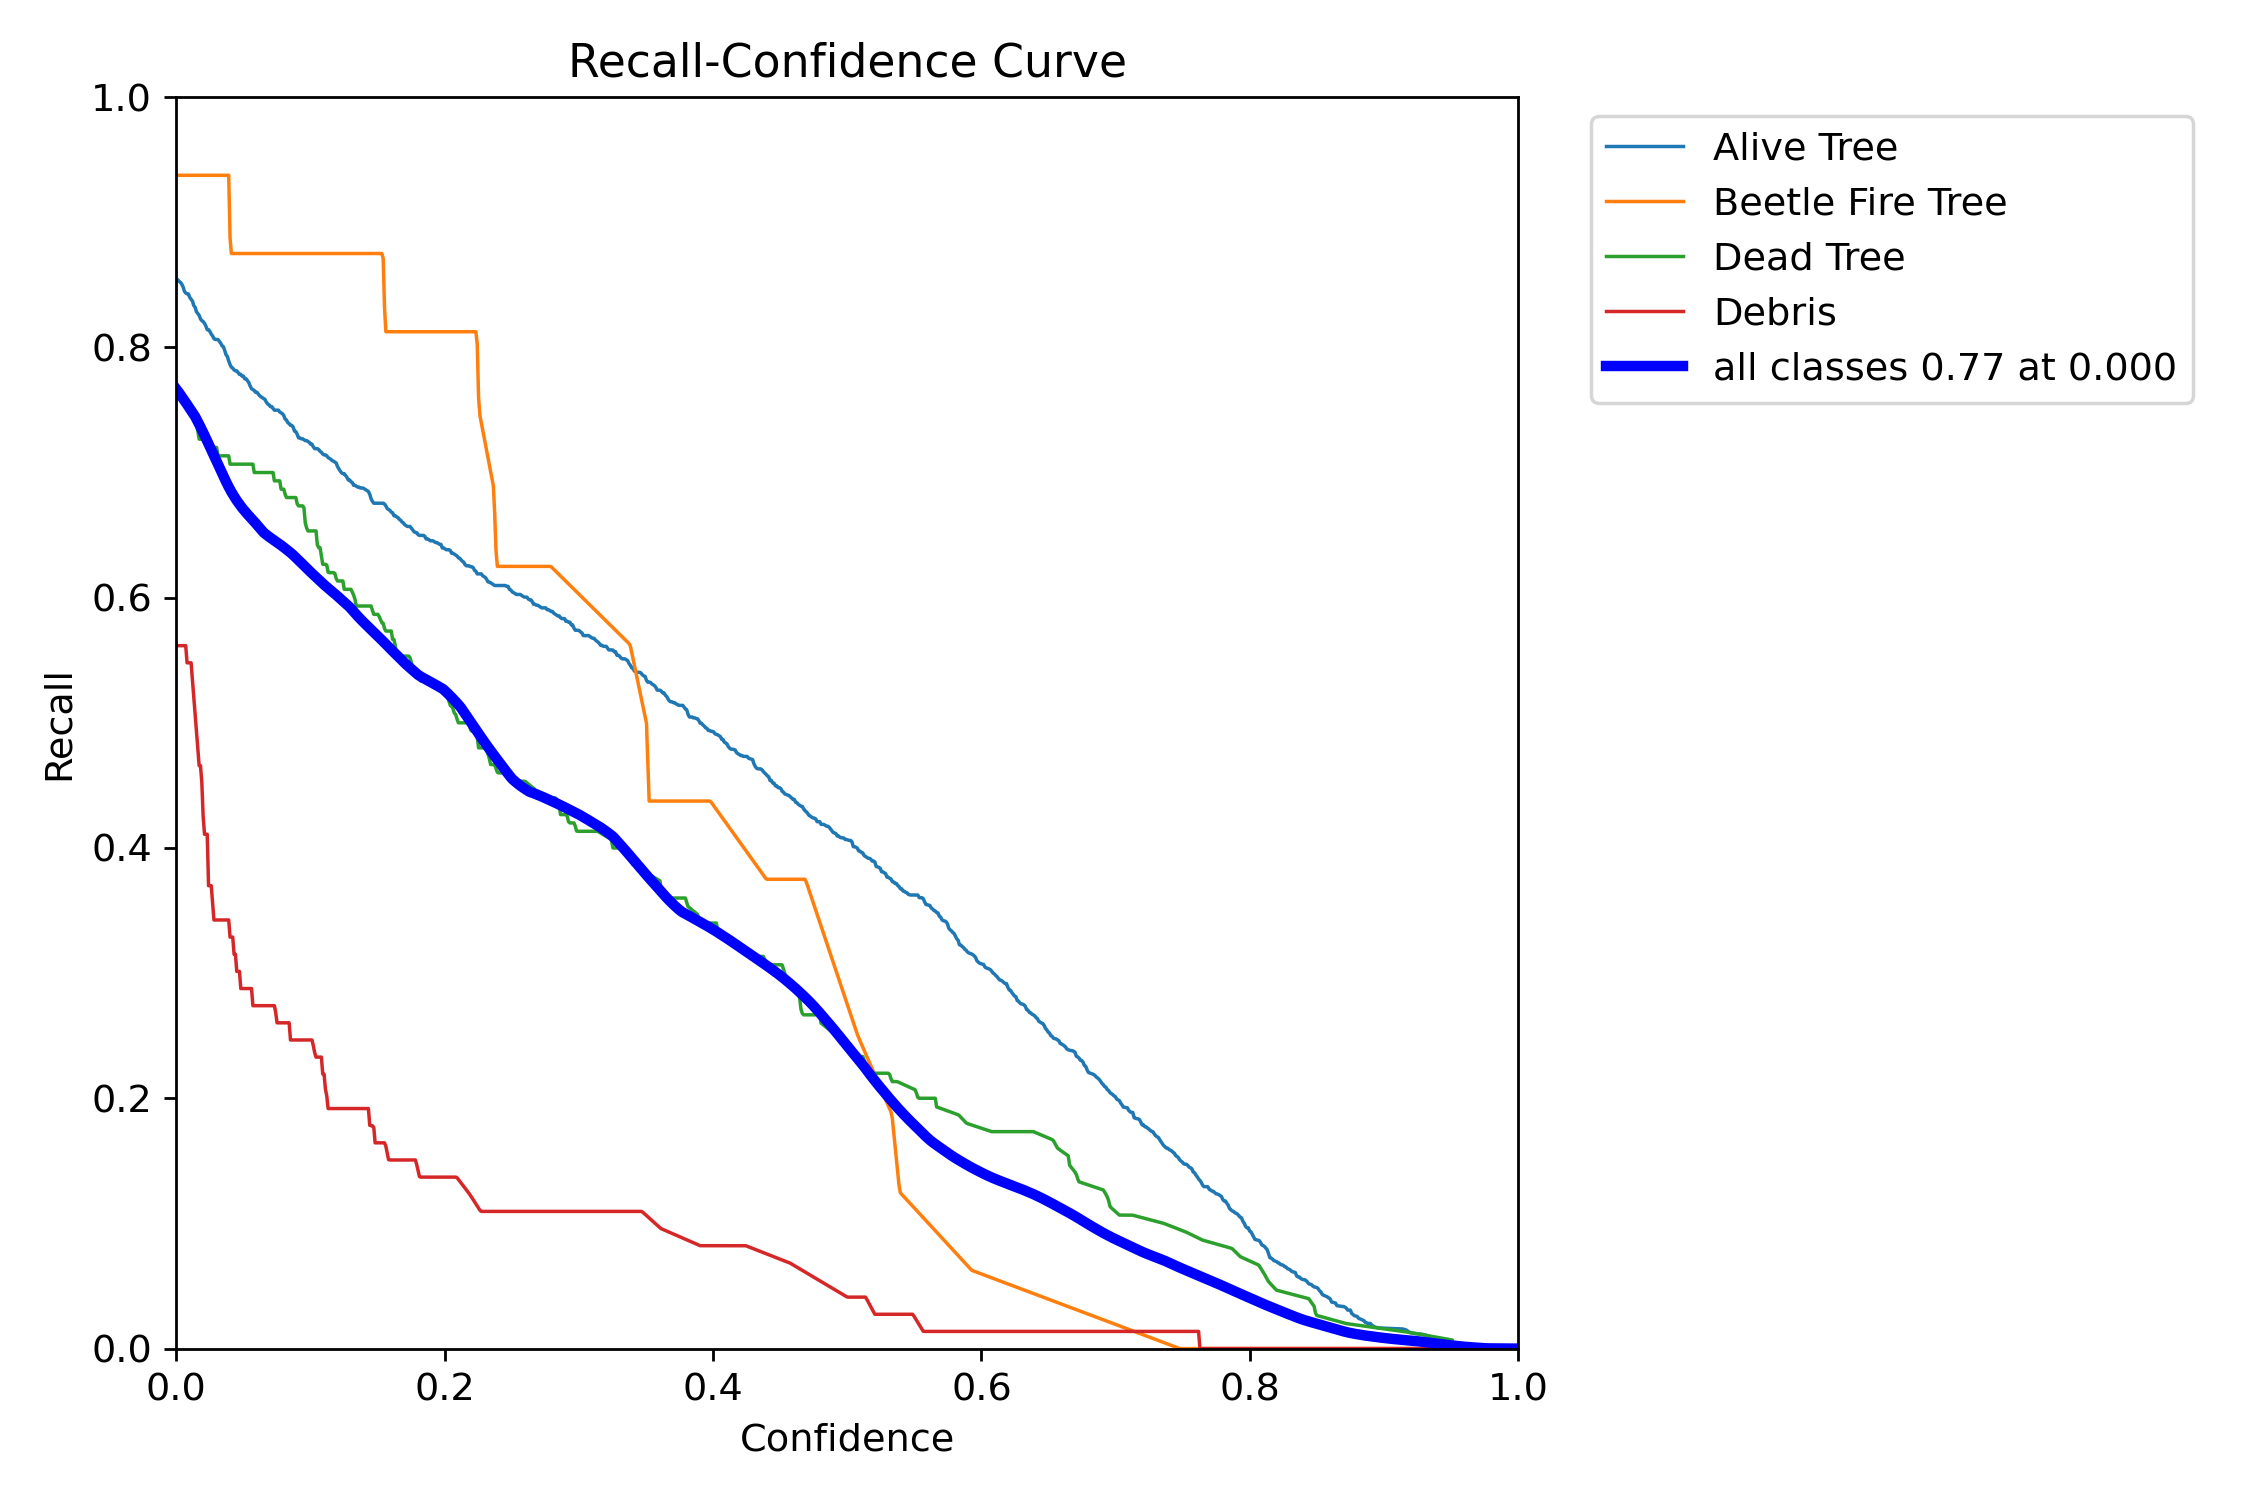 Recall-Confidence Curve
1.0
0.8
0.6
0.4
0.2
0.0
Recall
0.0 0.2 0.4 0.6 0.8 1.0
Confidence
Alive Tree
Beetle Fire Tree
Dead Tree
Debris
all classes 0.77 at 0.000